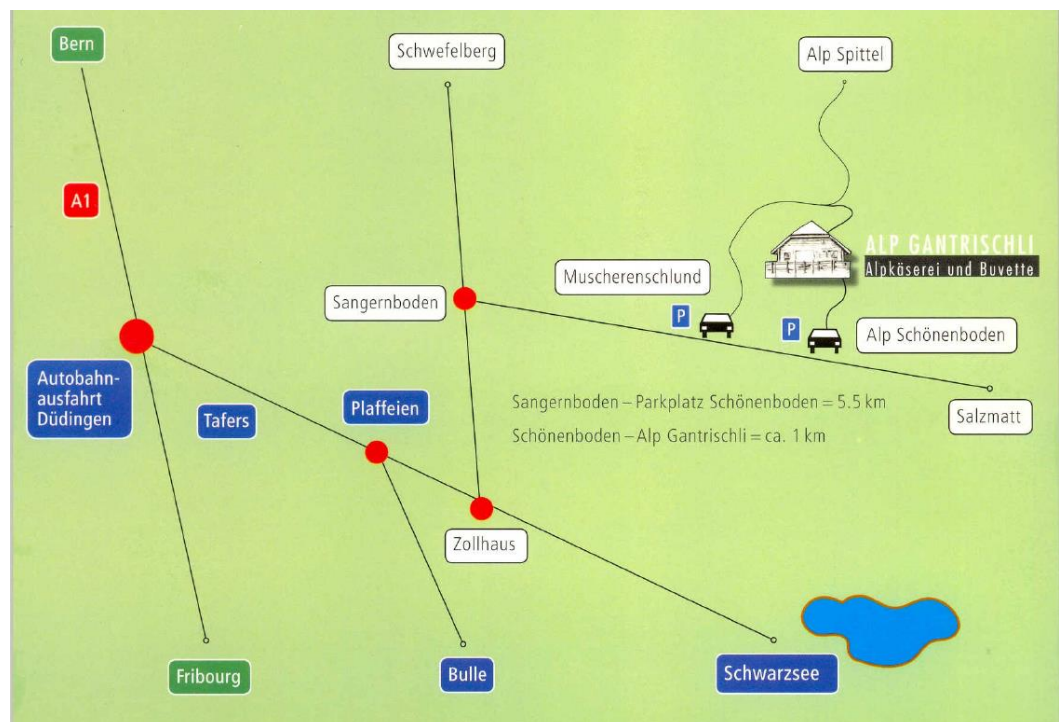 Bern
Schwefelberg
Alp Spittel
A1
ALP GANTRISCHLI
Alpkäserei und Buvette
Muscherenschlund
Sangernboden
P
P
Alp Schönenboden
Autobahn-
ausfahrt
Düdingen
Tafers
Plaffeien
Sangernboden – Parkplatz Schönenboden = 5.5 km
Schönenboden – Alp Gantrischli = ca. 1 km
Salzmatt
Zollhaus
Fribourg
Bulle
Schwarzsee